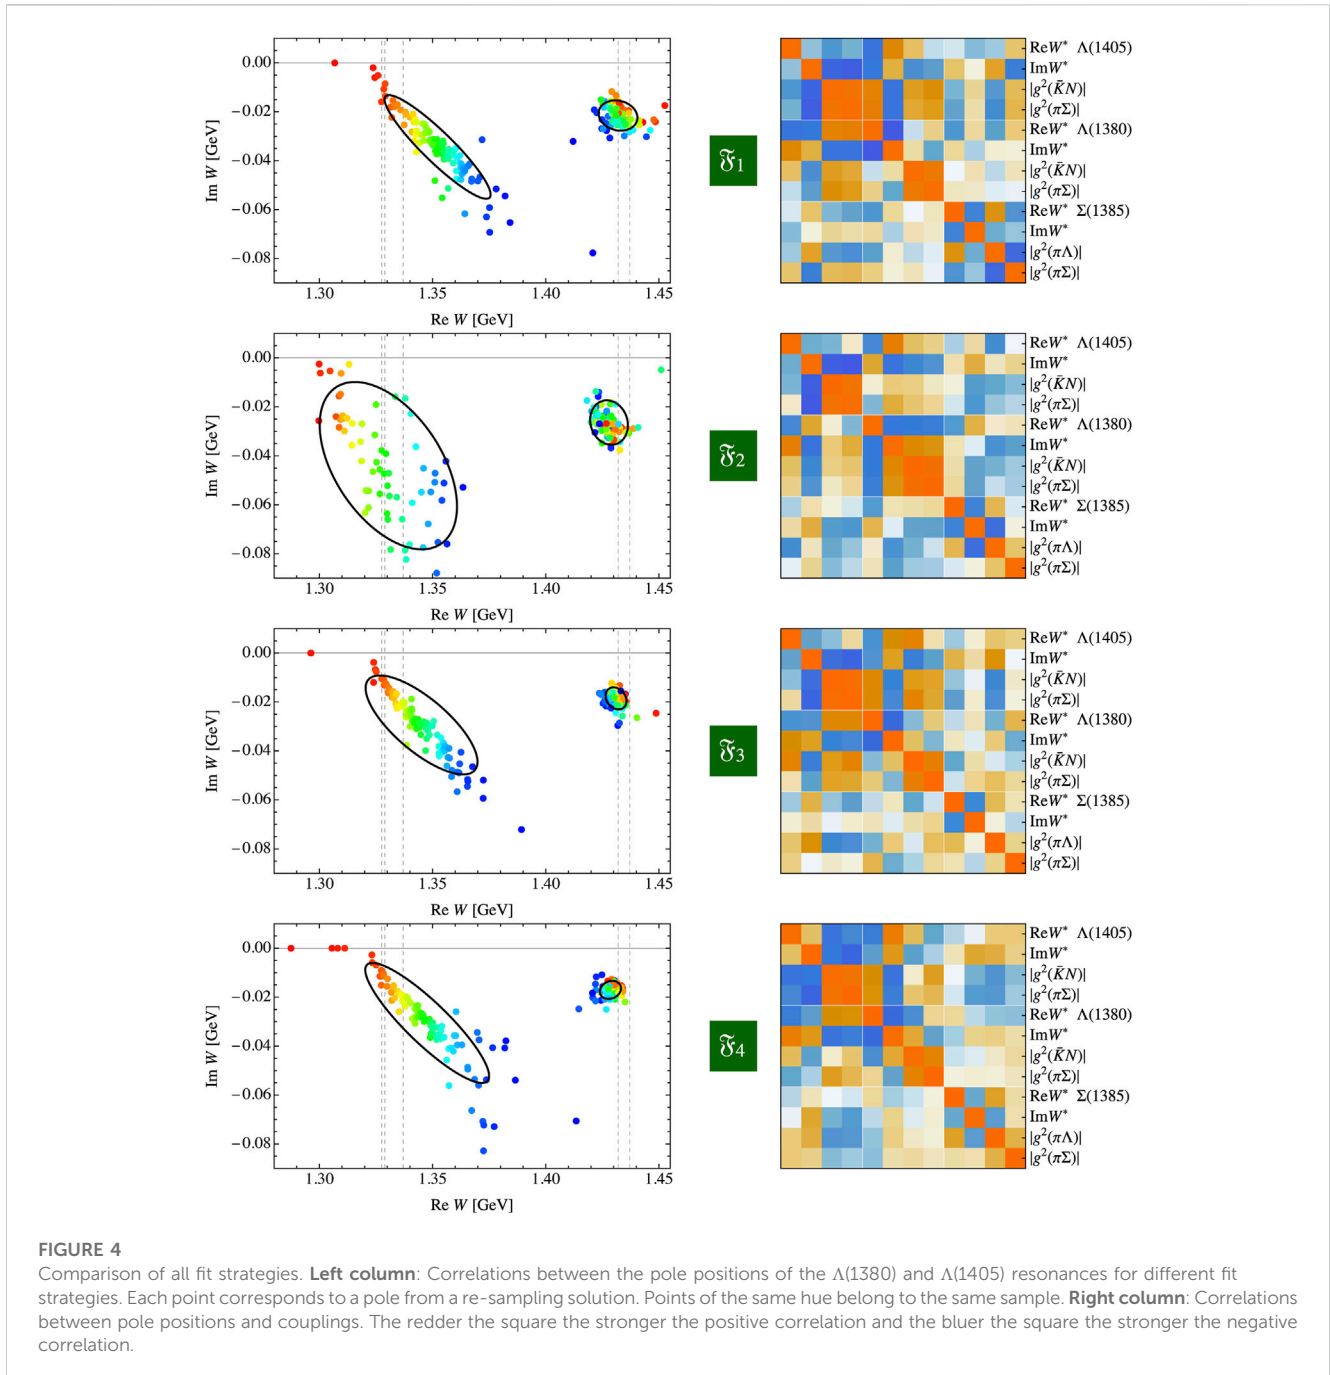 0.00
−0.02
−0.04
−0.06
−0.08
Im W [GeV]
1.30 1.35 1.40 1.45
Re W [GeV]
𝔉1
ReW* Λ(1405)
ImW*
|g²(K̄N)|
|g²(πΣ)|
ReW* Λ(1380)
ImW*
|g²(K̄N)|
|g²(πΣ)|
ReW* Σ(1385)
ImW*
|g²(πΛ)|
|g²(πΣ)|
0.00
−0.02
−0.04
−0.06
−0.08
Im W [GeV]
1.30 1.35 1.40 1.45
Re W [GeV]
𝔉2
ReW* Λ(1405)
ImW*
|g²(K̄N)|
|g²(πΣ)|
ReW* Λ(1380)
ImW*
|g²(K̄N)|
|g²(πΣ)|
ReW* Σ(1385)
ImW*
|g²(πΛ)|
|g²(πΣ)|
0.00
−0.02
−0.04
−0.06
−0.08
Im W [GeV]
1.30 1.35 1.40 1.45
Re W [GeV]
𝔉3
ReW* Λ(1405)
ImW*
|g²(K̄N)|
|g²(πΣ)|
ReW* Λ(1380)
ImW*
|g²(K̄N)|
|g²(πΣ)|
ReW* Σ(1385)
ImW*
|g²(πΛ)|
|g²(πΣ)|
0.00
−0.02
−0.04
−0.06
−0.08
Im W [GeV]
1.30 1.35 1.40 1.45
Re W [GeV]
𝔉4
ReW* Λ(1405)
ImW*
|g²(K̄N)|
|g²(πΣ)|
ReW* Λ(1380)
ImW*
|g²(K̄N)|
|g²(πΣ)|
ReW* Σ(1385)
ImW*
|g²(πΛ)|
|g²(πΣ)|
FIGURE 4
Comparison of all fit strategies. Left column: Correlations between the pole positions of the Λ(1380) and Λ(1405) resonances for different fit
strategies. Each point corresponds to a pole from a re-sampling solution. Points of the same hue belong to the same sample. Right column: Correlations
between pole positions and couplings. The redder the square the stronger the positive correlation and the bluer the square the stronger the negative
correlation.